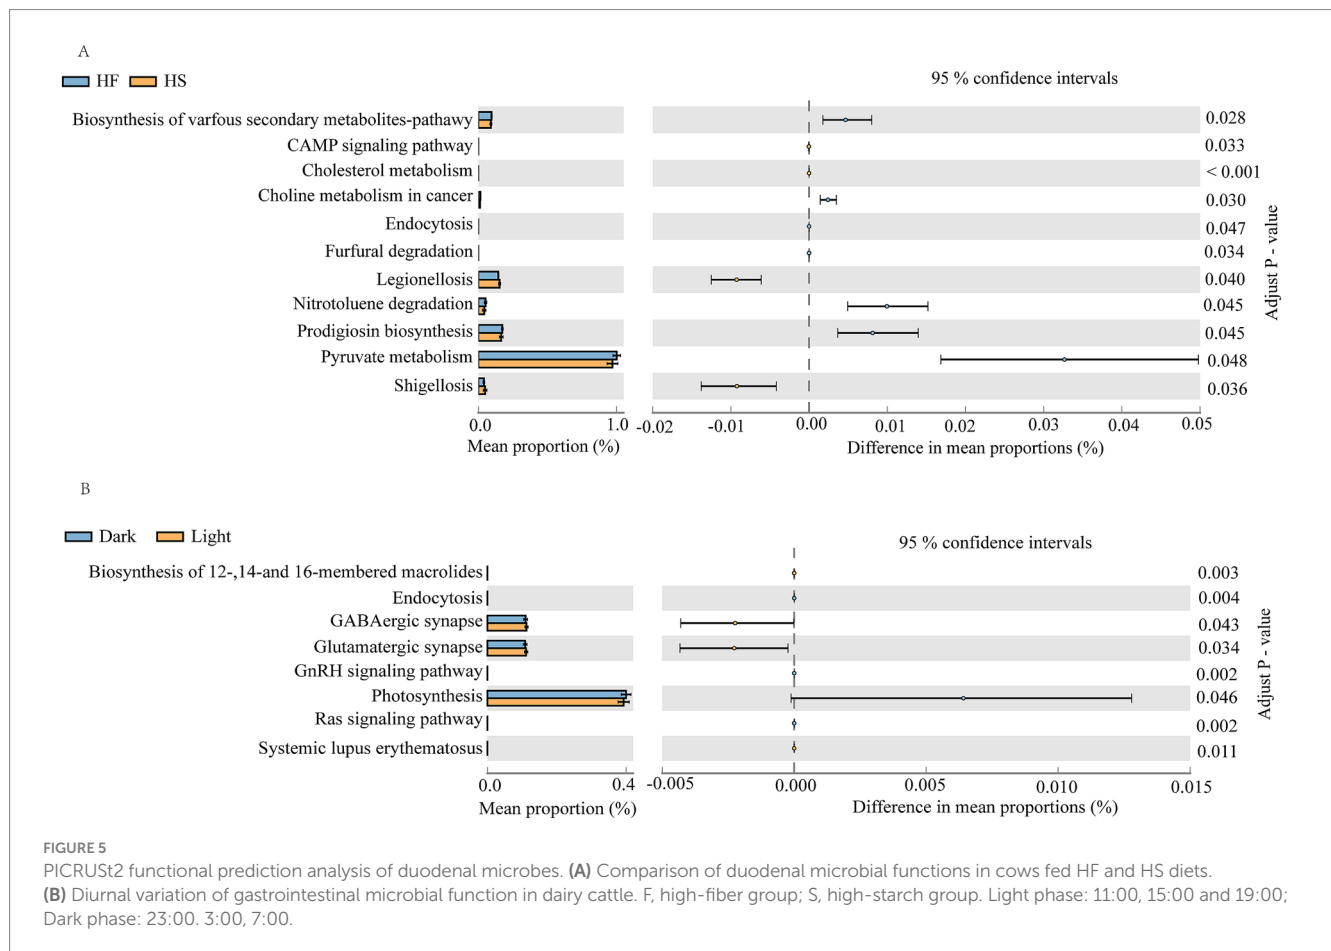 A
HF HS
95 % confidence intervals
Biosynthesis of varfous secondary metabolites-pathawy 0.028
CAMP signaling pathway 0.033
Cholesterol metabolism < 0.001
Choline metabolism in cancer 0.030
Endocytosis 0.047
Furfural degradation 0.034
Legionellosis 0.040
Nitrotoluene degradation 0.045
Prodigiosin biosynthesis 0.045
Pyruvate metabolism 0.048
Shigellosis 0.036
Adjust P - value
0.0 1.0 -0.02 -0.01 0.00 0.01 0.02 0.03 0.04 0.05
Mean proportion (%) Difference in mean proportions (%)
B
Dark Light
95 % confidence intervals
Biosynthesis of 12-,14-and 16-membered macrolides 0.003
Endocytosis 0.004
GABAergic synapse 0.043
Glutamatergic synapse 0.034
GnRH signaling pathway 0.002
Photosynthesis 0.046
Ras signaling pathway 0.002
Systemic lupus erythematosus 0.011
Adjust P - value
0.0 0.4 -0.005 0.000 0.005 0.010 0.015
Mean proportion (%) Difference in mean proportions (%)
FIGURE 5
PICRUSt2 functional prediction analysis of duodenal microbes. (A) Comparison of duodenal microbial functions in cows fed HF and HS diets.
(B) Diurnal variation of gastrointestinal microbial function in dairy cattle. F, high-fiber group; S, high-starch group. Light phase: 11:00, 15:00 and 19:00;
Dark phase: 23:00. 3:00, 7:00.